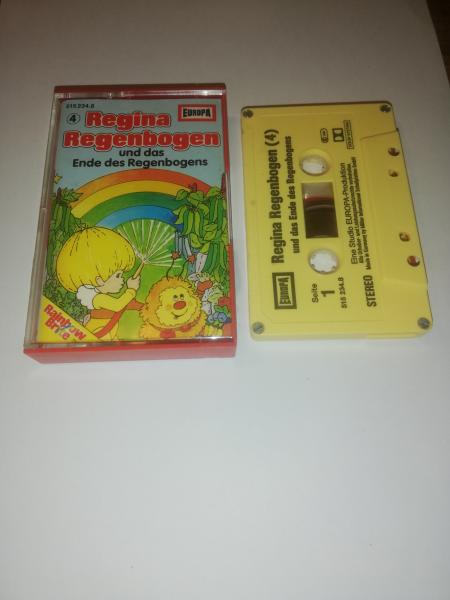 515 234.8
EUROPA
4
Regina
Regenbogen
und das
Ende des Regenbogens
Rainbow
Brite
Regina Regenbogen (4)
und das Ende des Regenbogens
EUROPA
Seite
1
515 234.8
Eine Studio EUROPA-Produktion
STEREO